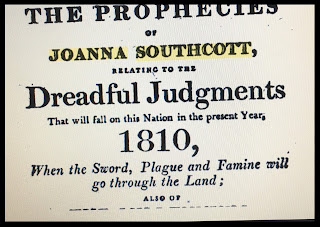 THE PROPHECIES
OF
JOANNA SOUTHCOTT,
RELATING TO THE
Dreadful Judgments
That will fall on this Nation in the present Year,
1810,
When the Sword, Plague and Famine will
go through the Land;
ALSO OF